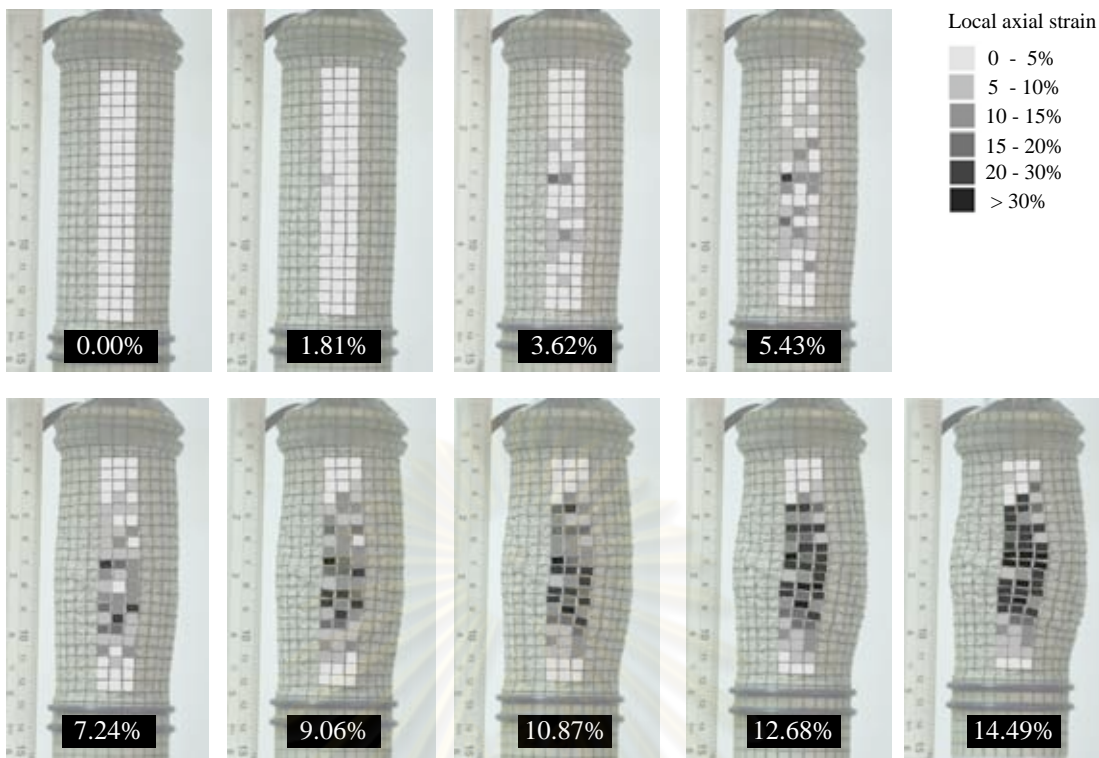 Local axial strain
0 - 5%
5 - 10%
10 - 15%
15 - 20%
20 - 30%
> 30%
0.00%
1.81%
3.62%
5.43%
7.24%
9.06%
10.87%
12.68%
14.49%